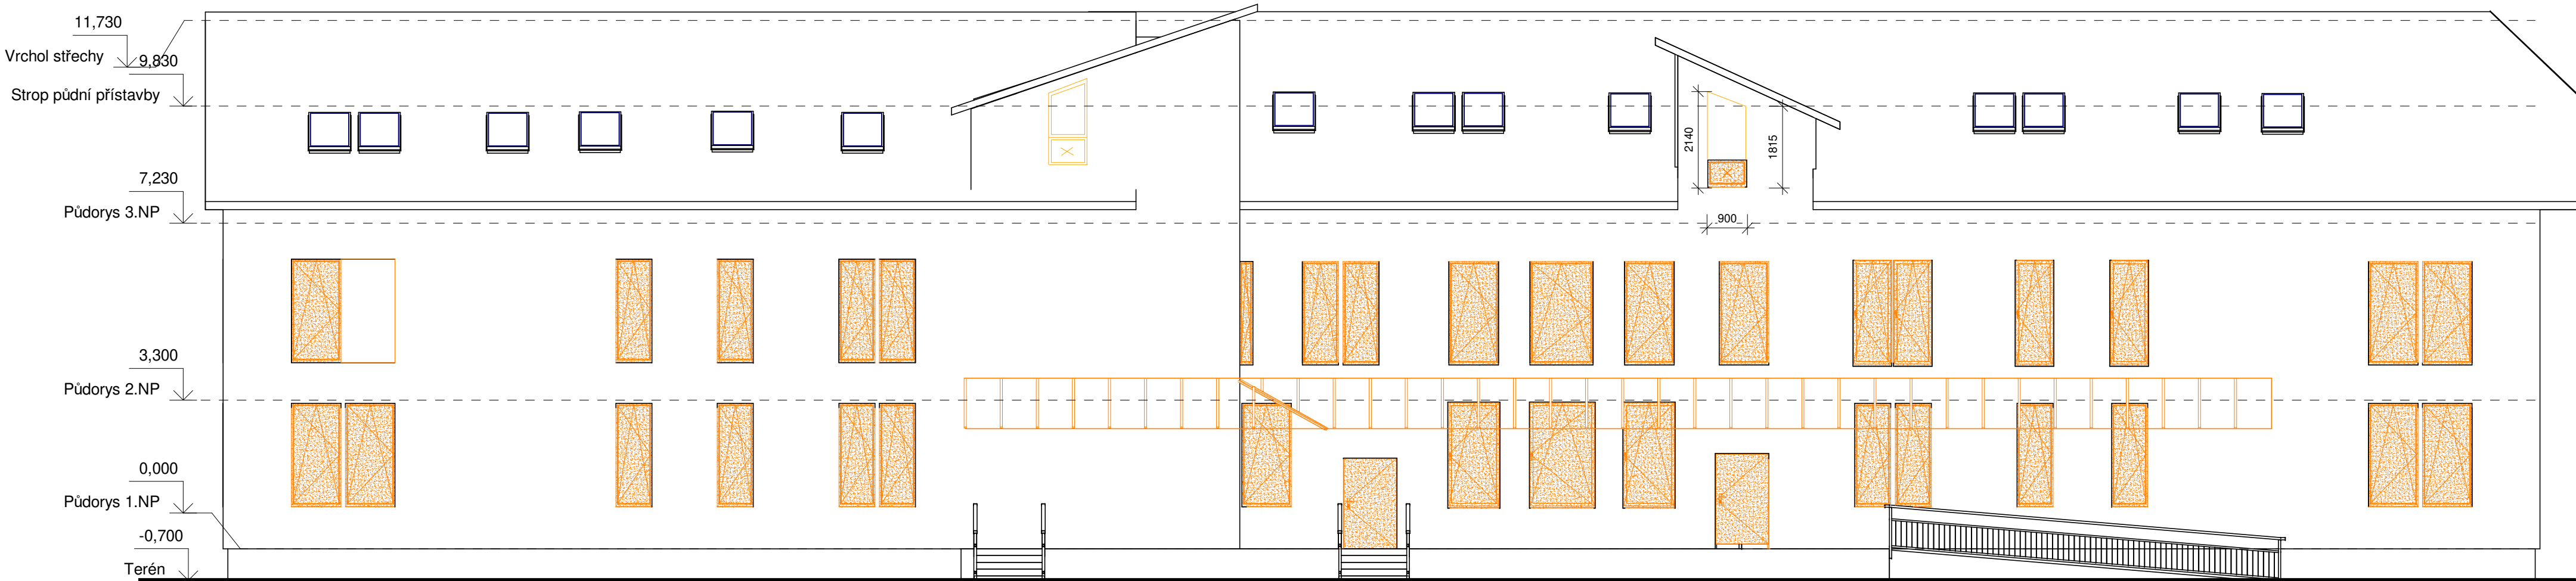 11,730
Vrchol střechy
9,830
Strop půdní přístavby
2140
1815
7,230
Půdorys 3.NP
900
3,300
Půdorys 2.NP
0,000
Půdorys 1.NP
-0,700
Terén